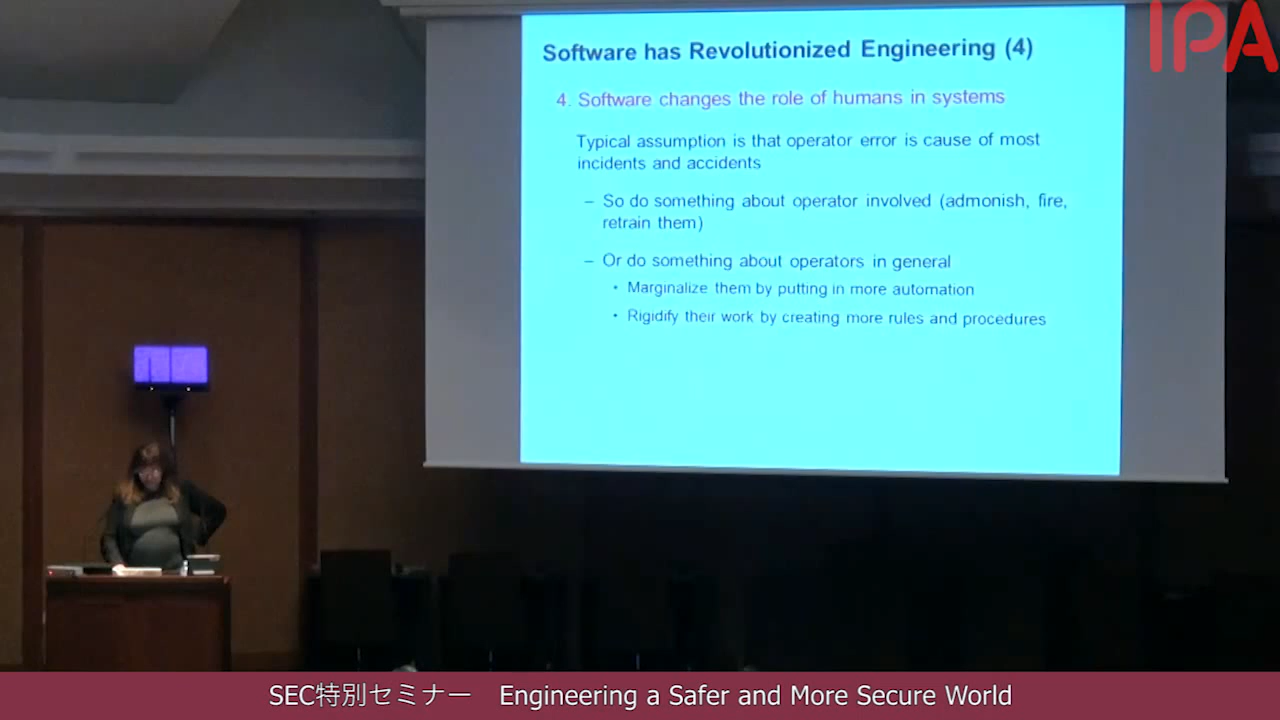 IPA
Software has Revolutionized Engineering (4)
4. Software changes the role of humans in systems
Typical assumption is that operator error is cause of most
incidents and accidents
– So do something about operator involved (admonish, fire,
retrain them)
– Or do something about operators in general
• Marginalize them by putting in more automation
• Rigidify their work by creating more rules and procedures
SEC特別セミナー Engineering a Safer and More Secure World